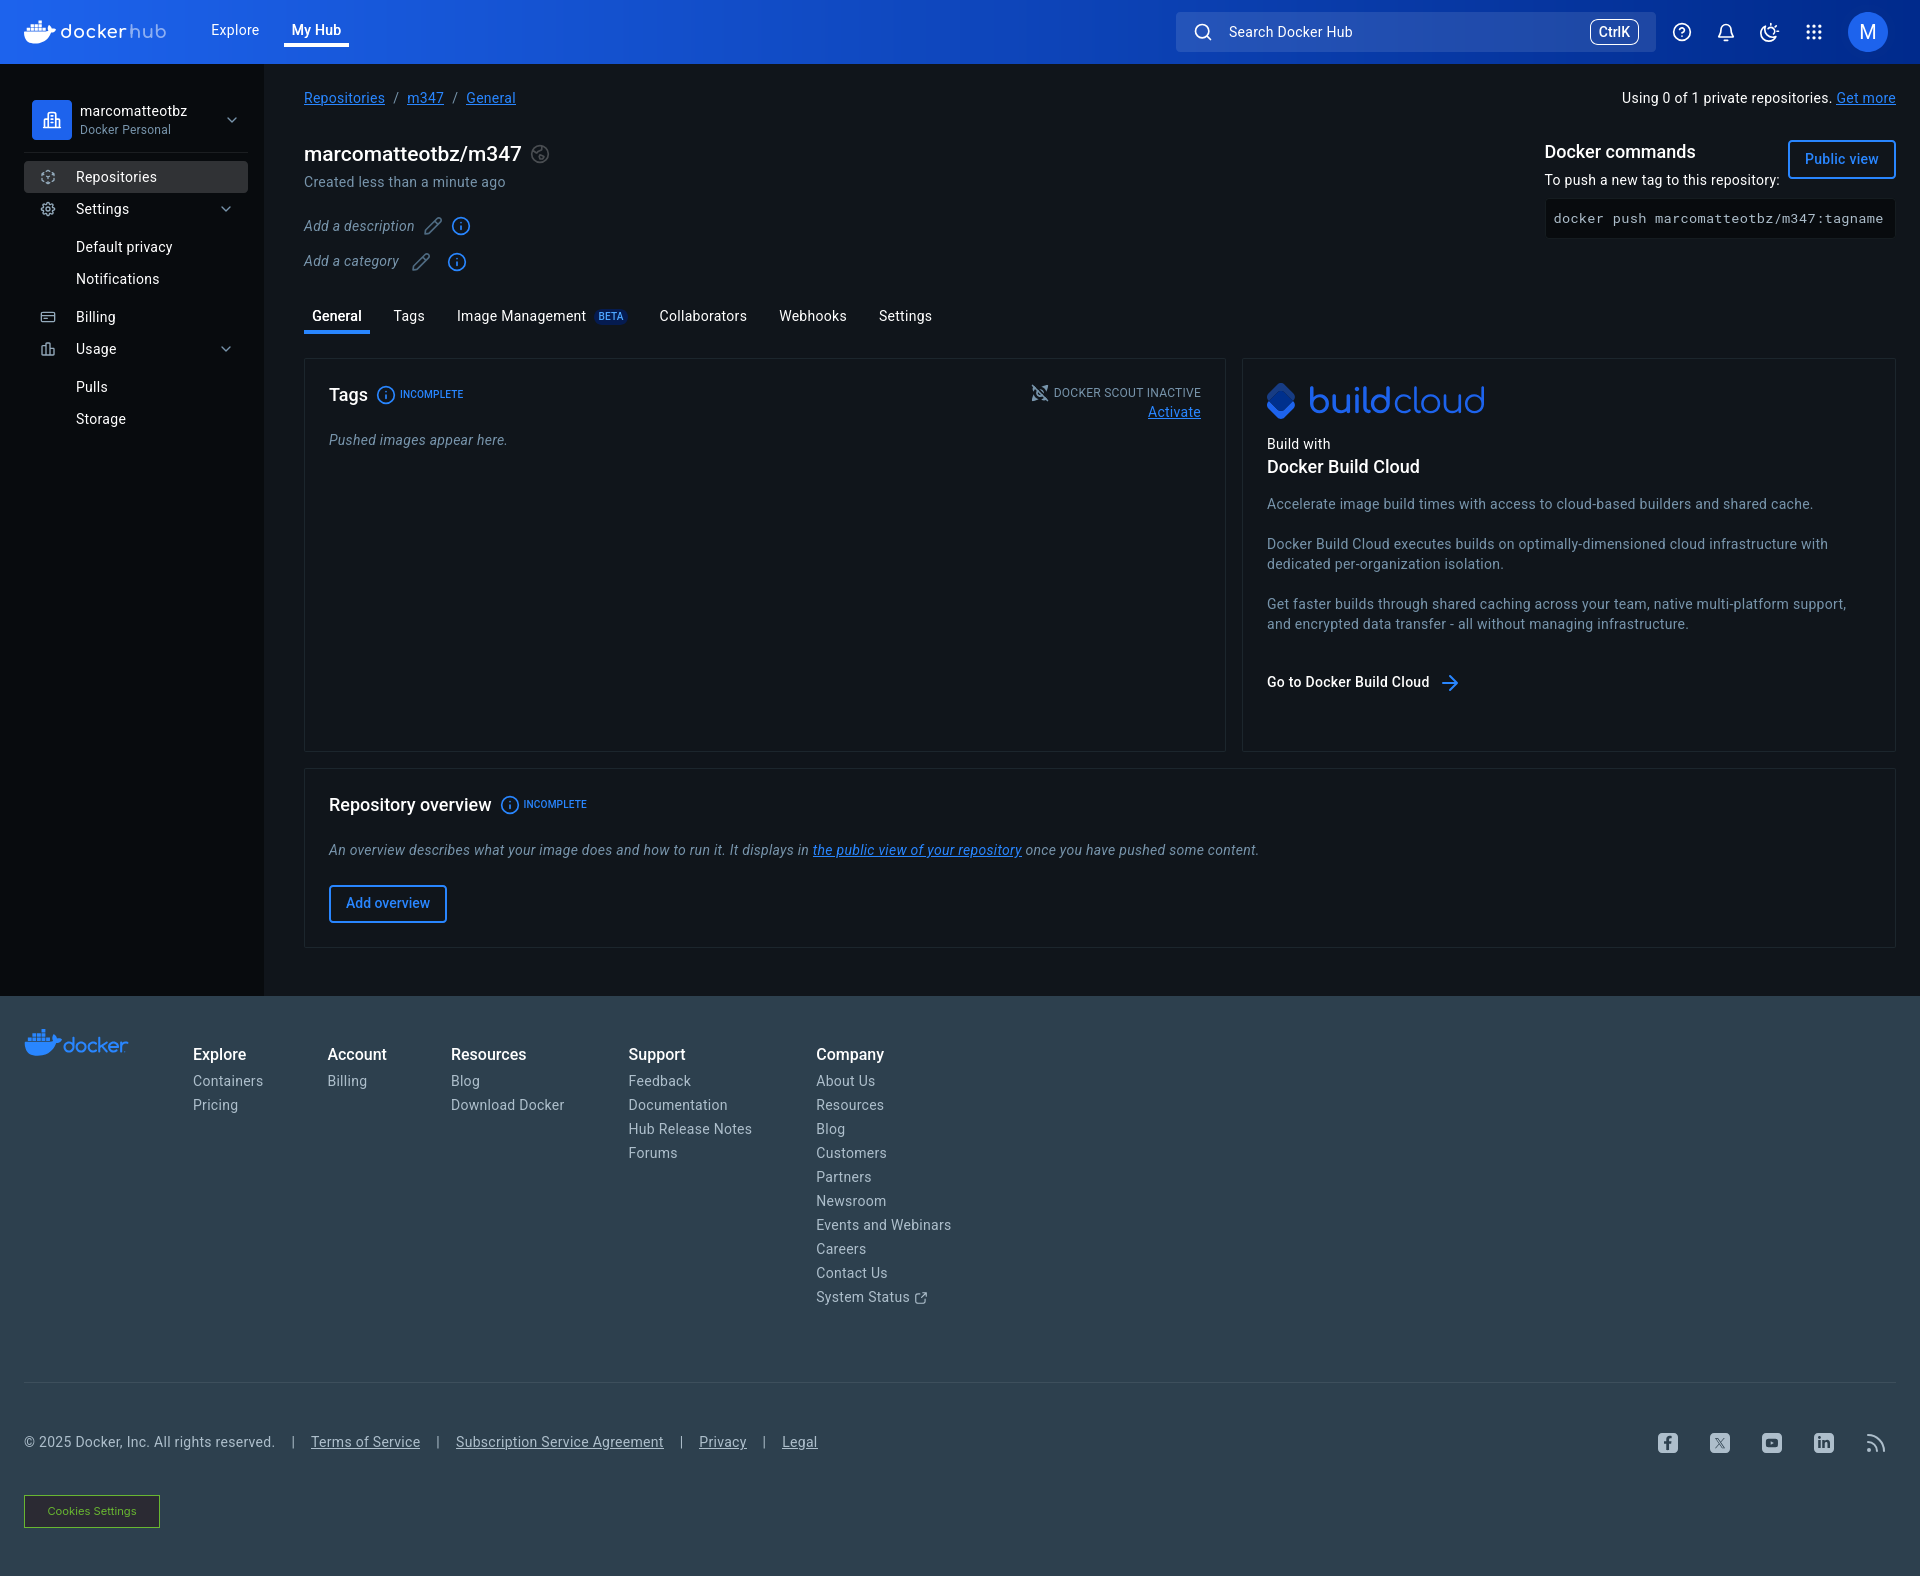 dockerhub
Explore
My Hub
Search Docker Hub
CtrlK
M
marcomatteotbz
Docker Personal
Repositories
Settings
Default privacy
Notifications
Billing
Usage
Pulls
Storage
Repositories / m347 / General
Using 0 of 1 private repositories. Get more
marcomatteotbz/m347
Created less than a minute ago
Add a description
Add a category
Docker commands
Public view
To push a new tag to this repository:
docker push marcomatteotbz/m347:tagname
General
Tags
Image Management BETA
Collaborators
Webhooks
Settings
Tags INCOMPLETE
DOCKER SCOUT INACTIVE
Activate
Pushed images appear here.
buildcloud
Build with
Docker Build Cloud
Accelerate image build times with access to cloud-based builders and shared cache.
Docker Build Cloud executes builds on optimally-dimensioned cloud infrastructure with
dedicated per-organization isolation.
Get faster builds through shared caching across your team, native multi-platform support,
and encrypted data transfer - all without managing infrastructure.
Go to Docker Build Cloud
Repository overview INCOMPLETE
An overview describes what your image does and how to run it. It displays in the public view of your repository once you have pushed some content.
Add overview
docker
Explore
Containers
Pricing
Account
Billing
Resources
Blog
Download Docker
Support
Feedback
Documentation
Hub Release Notes
Forums
Company
About Us
Resources
Blog
Customers
Partners
Newsroom
Events and Webinars
Careers
Contact Us
System Status
© 2025 Docker, Inc. All rights reserved. | Terms of Service | Subscription Service Agreement | Privacy | Legal
Cookies Settings